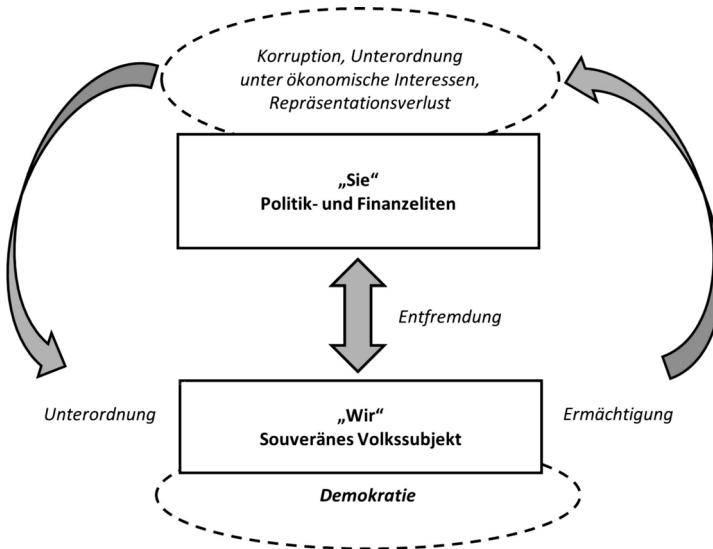 Korruption, Unterordnung
unter ökonomische Interessen,
Repräsentationsverlust
„Sie“
Politik- und Finanzeliten
Entfremdung
Unterordnung
„Wir“
Souveränes Volkssubjekt
Ermächtigung
Demokratie